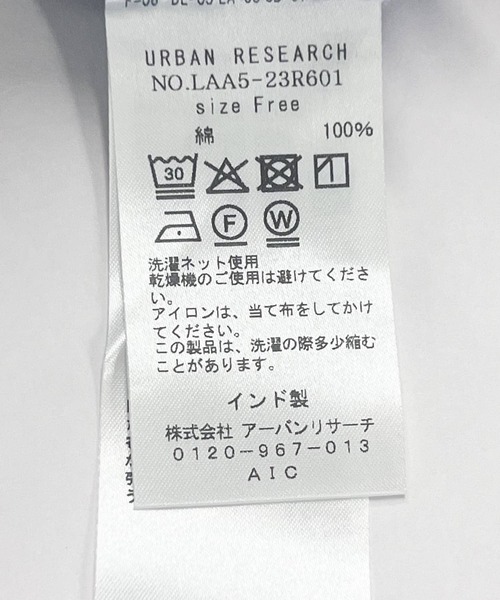 URBAN RESEARCH
NO.LAA5-23R601
size Free
綿 100%
30
F W
洗濯ネット使用
乾燥機のご使用は避けてくださ
い。
アイロンは、当て布をしてかけ
てください。
この製品は、洗濯の際多少縮む
ことがあります。
インド製
株式会社 アーバンリサーチ
0120-967-013
AIC